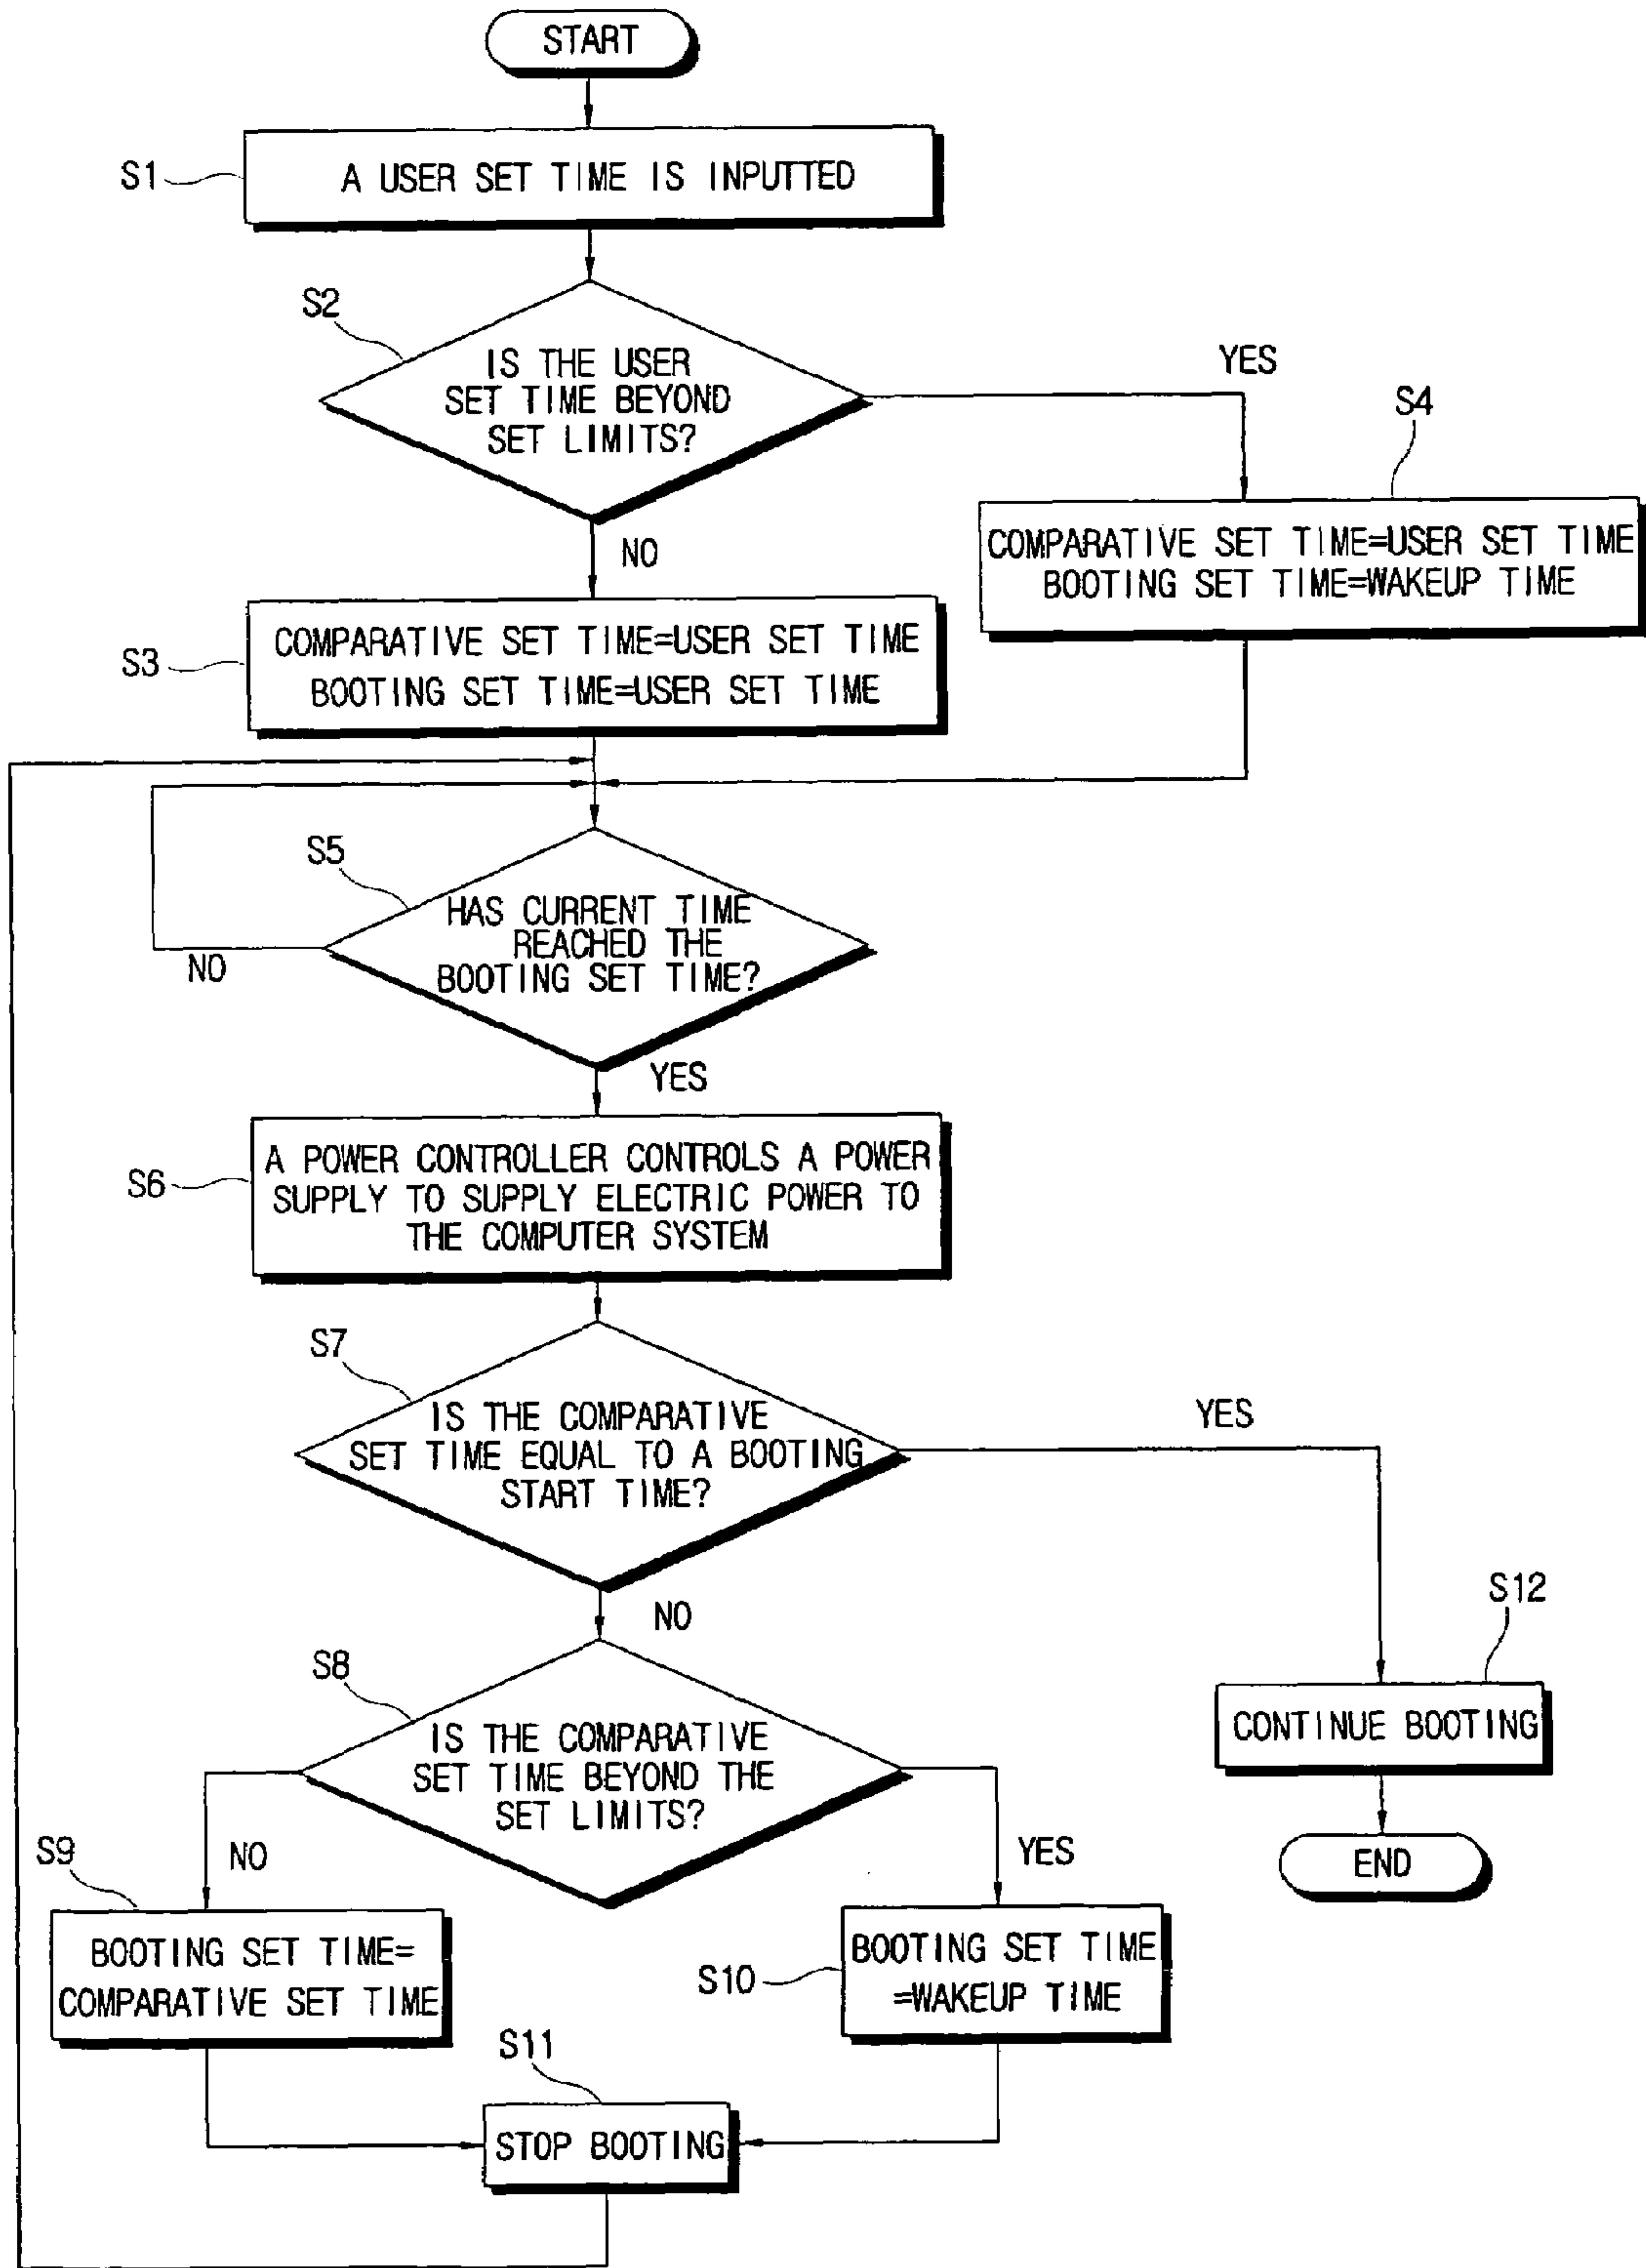 START
S1
A USER SET TIME IS INPUTTED
S2
IS THE USER
SET TIME BEYOND
SET LIMITS?
YES
S4
COMPARATIVE SET TIME=USER SET TIME
BOOTING SET TIME=WAKEUP TIME
NO
S3
COMPARATIVE SET TIME=USER SET TIME
BOOTING SET TIME=USER SET TIME
S5
HAS CURRENT TIME
REACHED THE
BOOTING SET TIME?
NO
YES
S6
A POWER CONTROLLER CONTROLS A POWER
SUPPLY TO SUPPLY ELECTRIC POWER TO
THE COMPUTER SYSTEM
S7
IS THE COMPARATIVE
SET TIME EQUAL TO A BOOTING
START TIME?
YES
NO
S12
CONTINUE BOOTING
END
S8
IS THE COMPARATIVE
SET TIME BEYOND THE
SET LIMITS?
NO
YES
S9
BOOTING SET TIME=
COMPARATIVE SET TIME
S10
BOOTING SET TIME
=WAKEUP TIME
S11
STOP BOOTING